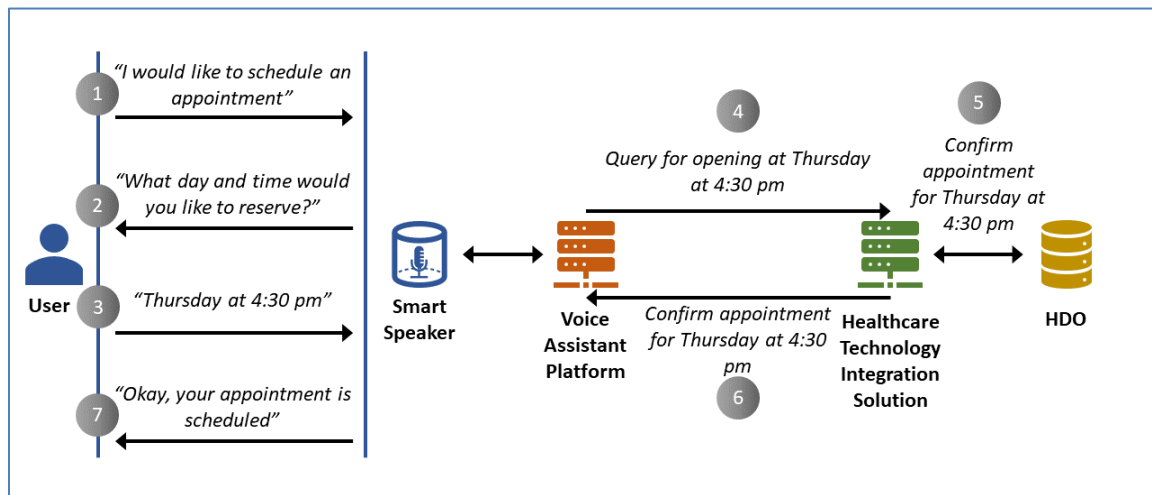 1
“I would like to schedule an
appointment”
2
“What day and time would
you like to reserve?”
User
3
“Thursday at 4:30 pm”
7
“Okay, your appointment is
scheduled”
Smart
Speaker
4
Query for opening at Thursday
at 4:30 pm
Voice
Assistant
Platform
Confirm appointment
for Thursday at 4:30
pm
6
5
Confirm
appointment
for Thursday at
4:30 pm
Healthcare
Technology
Integration
Solution
HDO